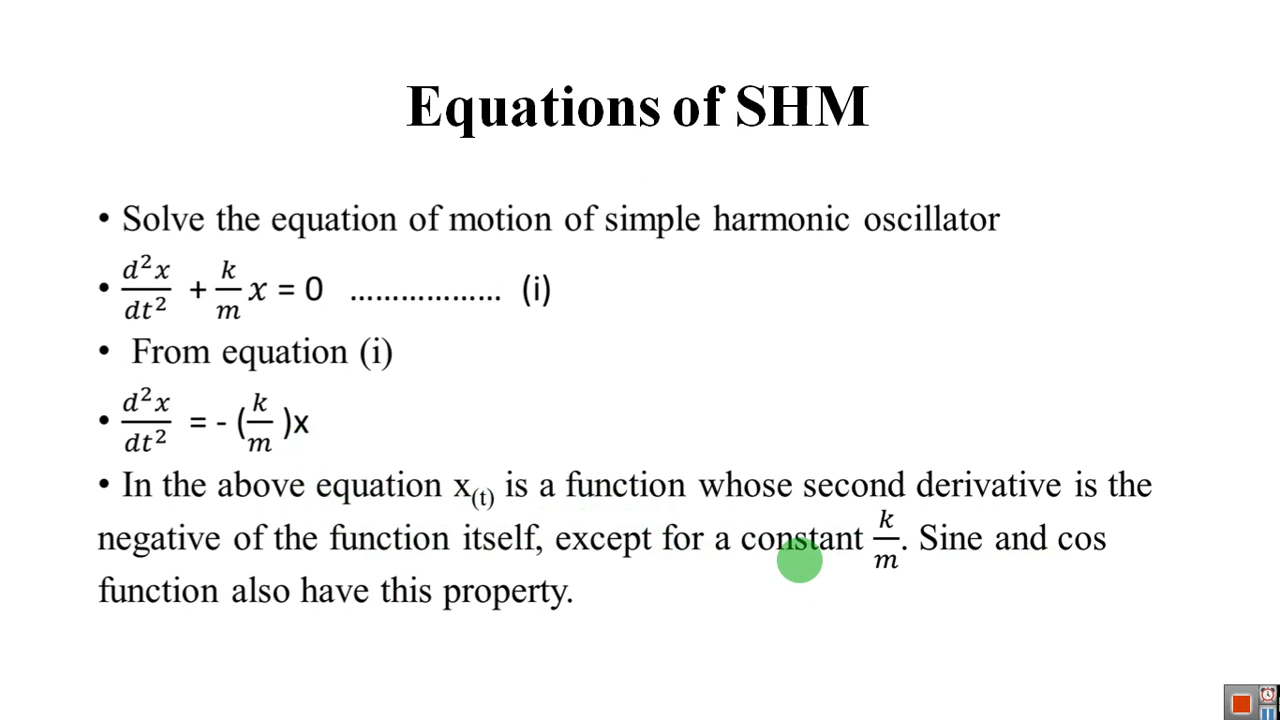 Equations of SHM
• Solve the equation of motion of simple harmonic oscillator
• d²x/dt² + k/m x = 0 ……………… (i)
• From equation (i)
• d²x/dt² = - (k/m )x
• In the above equation x(t) is a function whose second derivative is the
negative of the function itself, except for a constant k/m. Sine and cos
function also have this property.